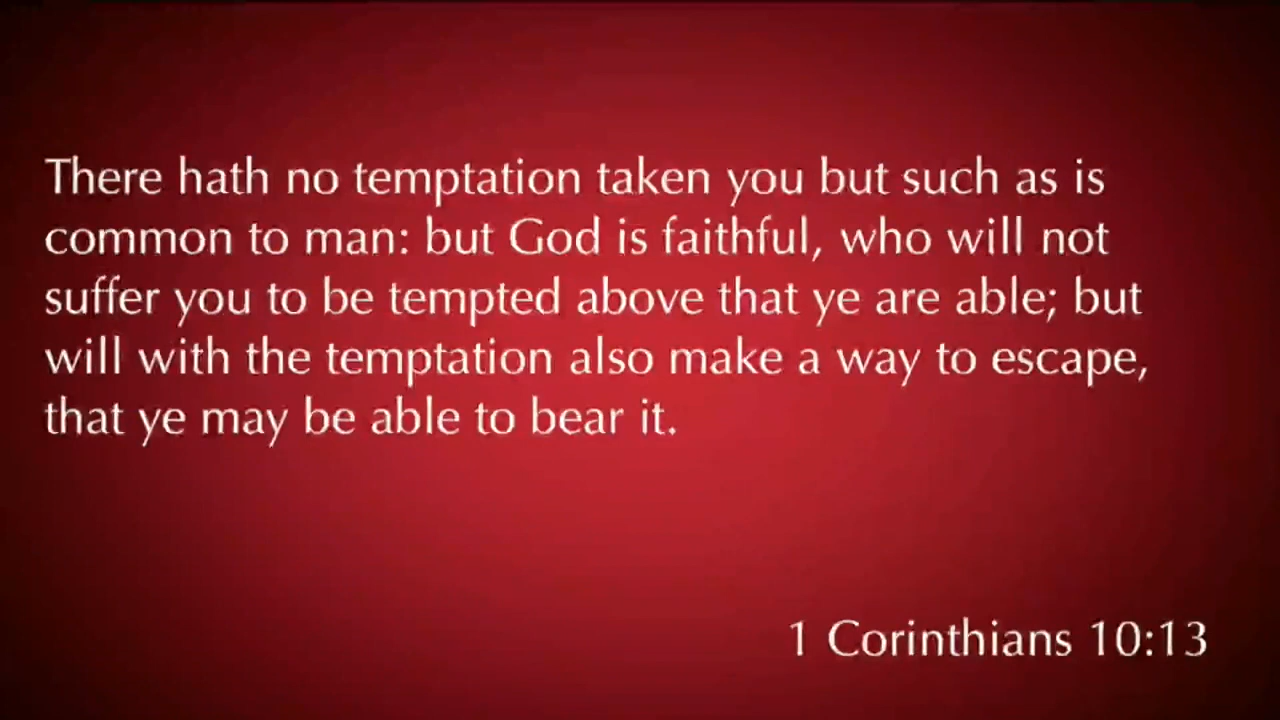 There hath no temptation taken you but such as is
common to man: but God is faithful, who will not
suffer you to be tempted above that ye are able; but
will with the temptation also make a way to escape,
that ye may be able to bear it.
1 Corinthians 10:13